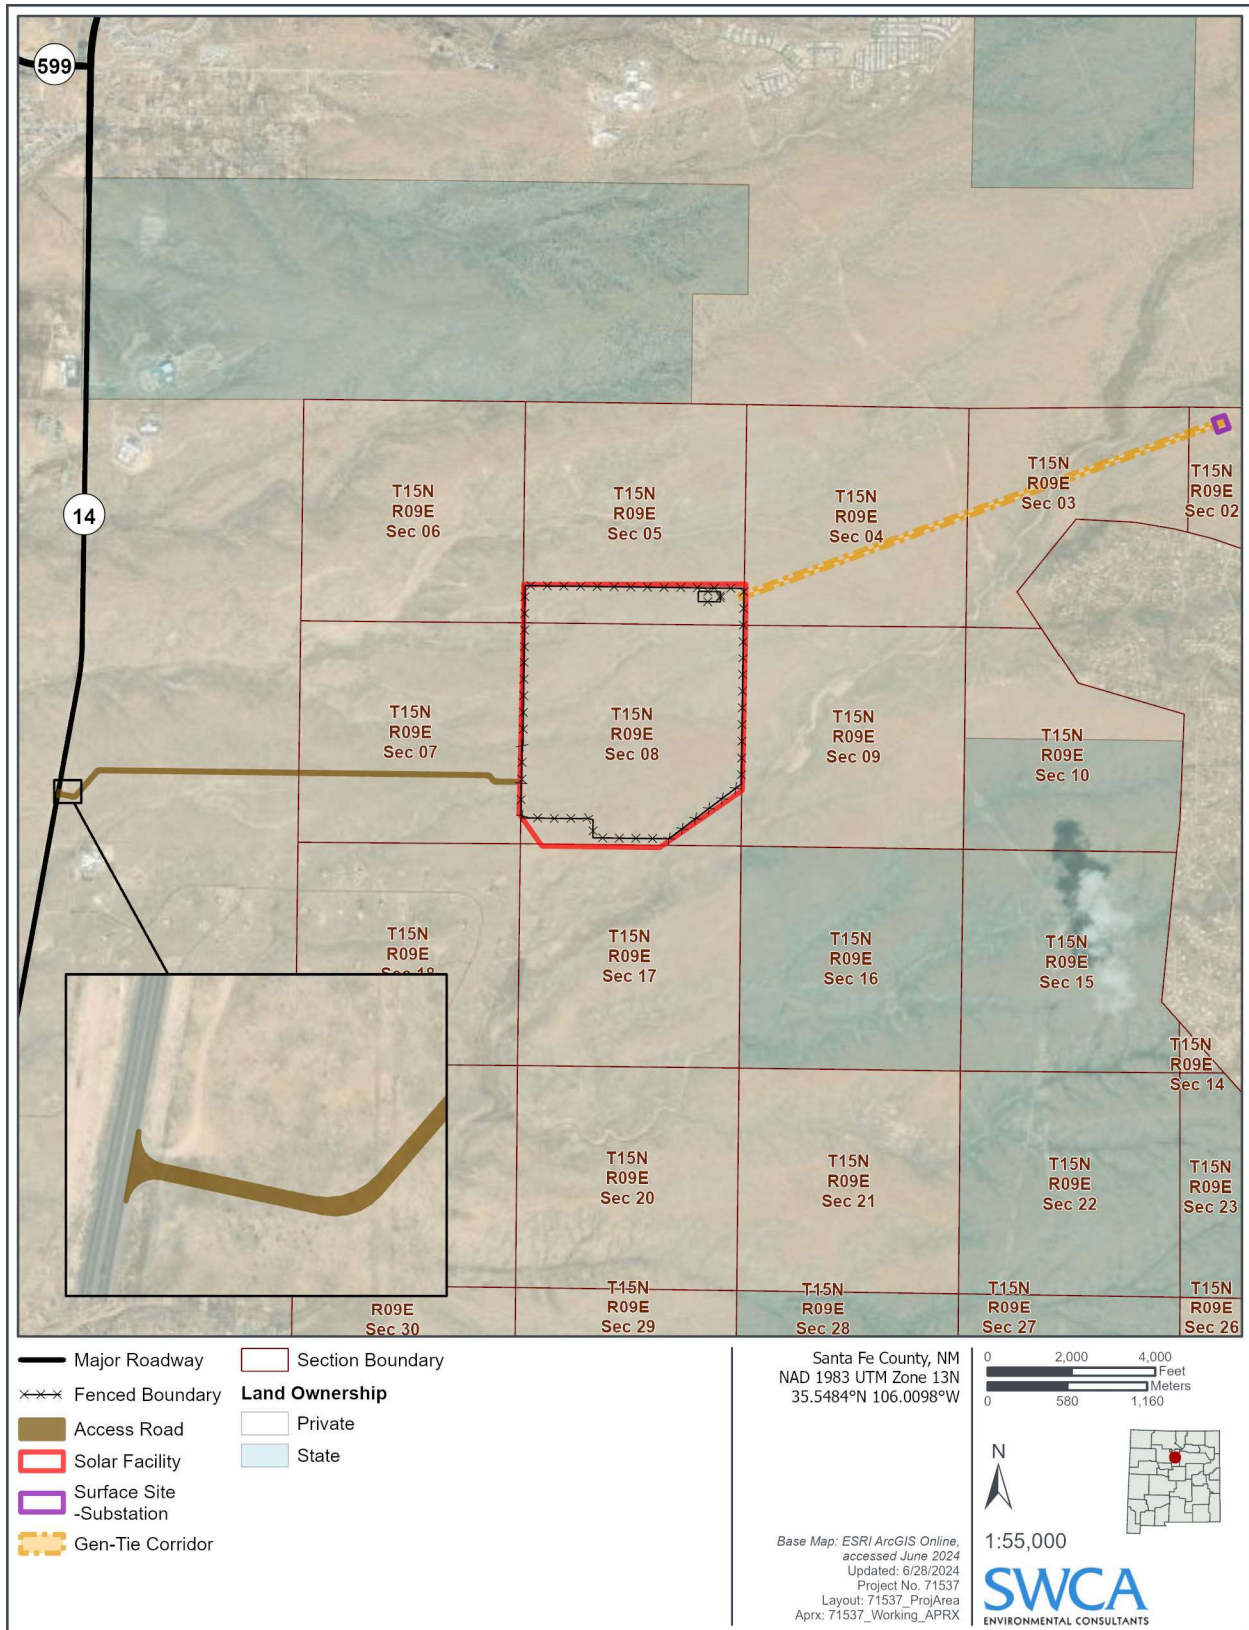 599
14
T15N
R09E
Sec 06
T15N
R09E
Sec 05
T15N
R09E
Sec 04
T15N
R09E
Sec 03
T15N
R09E
Sec 02
T15N
R09E
Sec 07
T15N
R09E
Sec 08
T15N
R09E
Sec 09
T15N
R09E
Sec 10
T15N
R09E
Sec 18
T15N
R09E
Sec 17
T15N
R09E
Sec 16
T15N
R09E
Sec 15
T15N
R09E
Sec 14
T15N
R09E
Sec 20
T15N
R09E
Sec 21
T15N
R09E
Sec 22
T15N
R09E
Sec 23
R09E
Sec 30
T15N
R09E
Sec 29
T15N
R09E
Sec 28
T15N
R09E
Sec 27
T15N
R09E
Sec 26
Major Roadway
Fenced Boundary
Access Road
Solar Facility
Surface Site
-Substation
Gen-Tie Corridor
Section Boundary
Land Ownership
Private
State
Santa Fe County, NM
NAD 1983 UTM Zone 13N
35.5484°N 106.0098°W
Base Map: ESRI ArcGIS Online,
accessed June 2024
Updated: 6/28/2024
Project No. 71537
Layout: 71537_ProjArea
Aprx: 71537_Working_APRX
0 2,000 4,000
Feet
Meters
0 580 1,160
N
1:55,000
SWCA
ENVIRONMENTAL CONSULTANTS